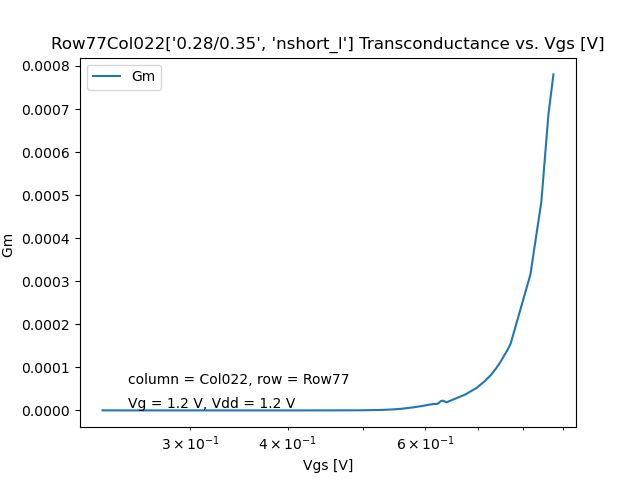 Row77Col022['0.28/0.35', 'nshort_l'] Transconductance vs. Vgs [V]
Gm
0.0008
0.0007
0.0006
0.0005
0.0004
0.0003
0.0002
0.0001
0.0000
Gm
column = Col022, row = Row77
Vg = 1.2 V, Vdd = 1.2 V
3 × 10⁻¹
4 × 10⁻¹
6 × 10⁻¹
Vgs [V]